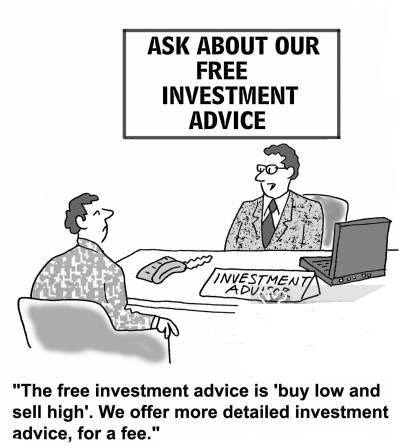 ASK ABOUT OUR
FREE
INVESTMENT
ADVICE
INVESTMENT
ADVISOR
"The free investment advice is 'buy low and
sell high'. We offer more detailed investment
advice, for a fee."